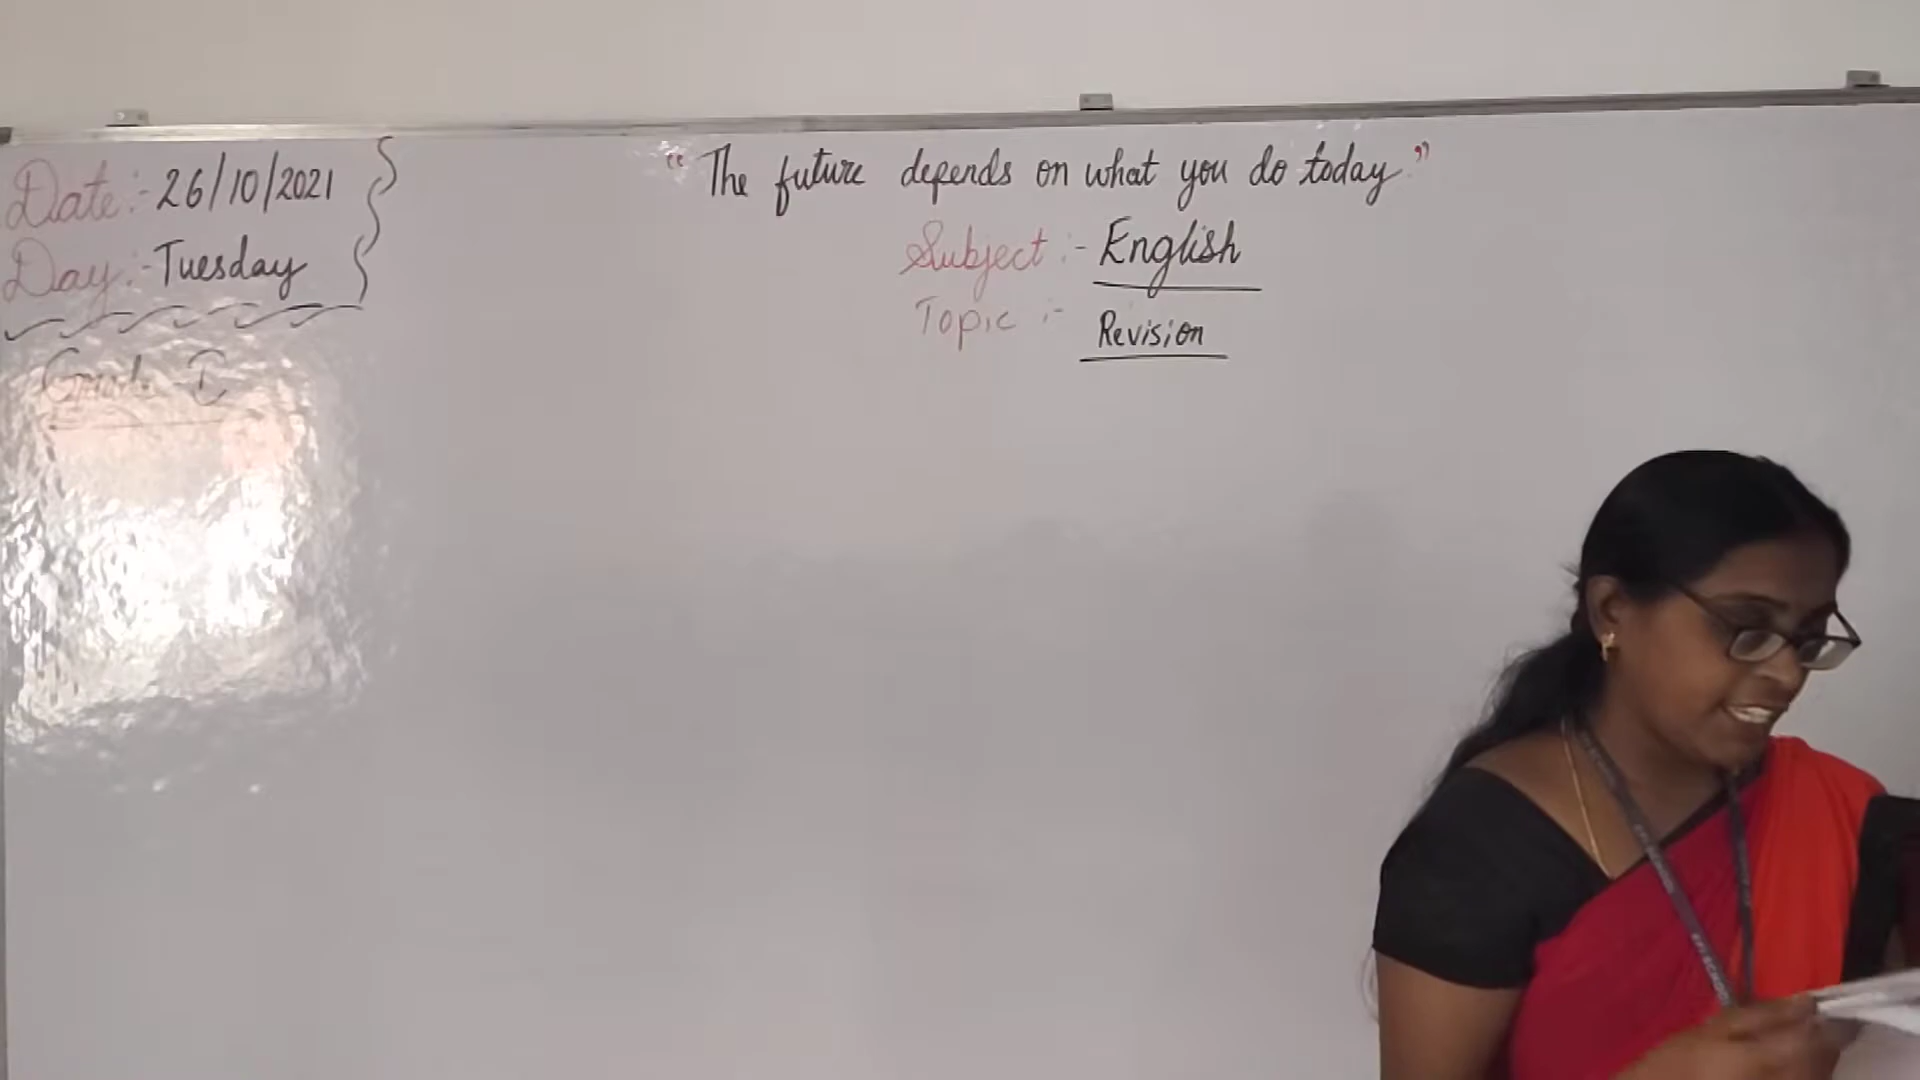 Date:- 26/10/2021
Day:- Tuesday
"The future depends on what you do today."
Subject :- English
Topic :- Revision